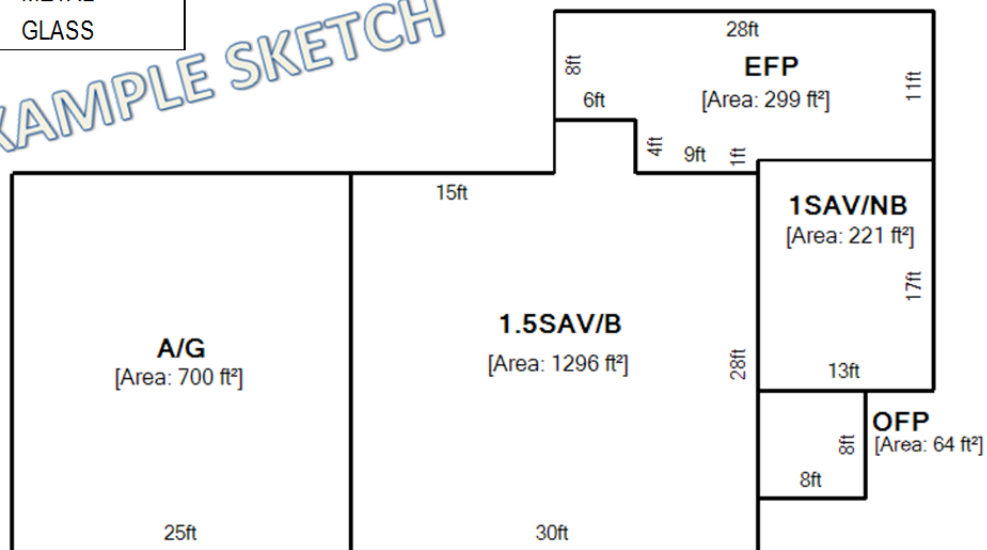 GLASS
EXAMPLE SKETCH
28ft
8ft
EFP
[Area: 299 ft²]
11ft
6ft
4ft
9ft
1ft
15ft
1SAV/NB
[Area: 221 ft²]
17ft
1.5SAV/B
[Area: 1296 ft²]
A/G
[Area: 700 ft²]
28ft
13ft
OFP
[Area: 64 ft²]
8ft
8ft
25ft
30ft